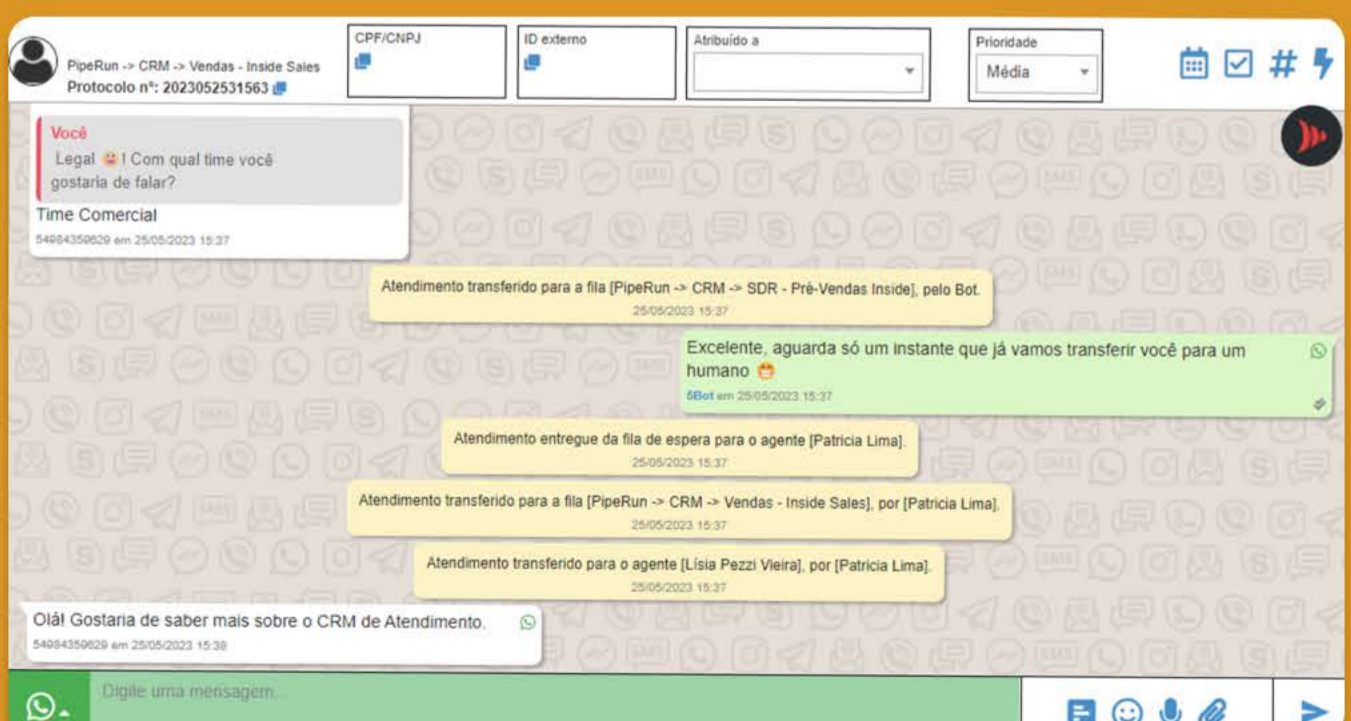 CPF/CNPJ
ID externo
Atribuído a
Prioridade
Média
PipeRun -> CRM -> Vendas - Inside Sales
Protocolo nº: 2023052531563
Você
Legal 😀! Com qual time você
gostaria de falar?
Time Comercial
54984359629 em 25/05/2023 15:37
Atendimento transferido para a fila [PipeRun -> CRM -> SDR - Pré-Vendas Inside], pelo Bot.
25/05/2023 15:37
Excelente, aguarda só um instante que já vamos transferir você para um
humano 😁
5Bot em 25/05/2023 15:37
Atendimento entregue da fila de espera para o agente [Patricia Lima].
25/05/2023 15:37
Atendimento transferido para a fila [PipeRun -> CRM -> Vendas - Inside Sales], por [Patricia Lima].
25/05/2023 15:37
Atendimento transferido para o agente [Lísia Pezzi Vieira], por [Patricia Lima].
25/05/2023 15:37
Olá! Gostaria de saber mais sobre o CRM de Atendimento.
54984359629 em 25/05/2023 15:38
Digite uma mensagem...